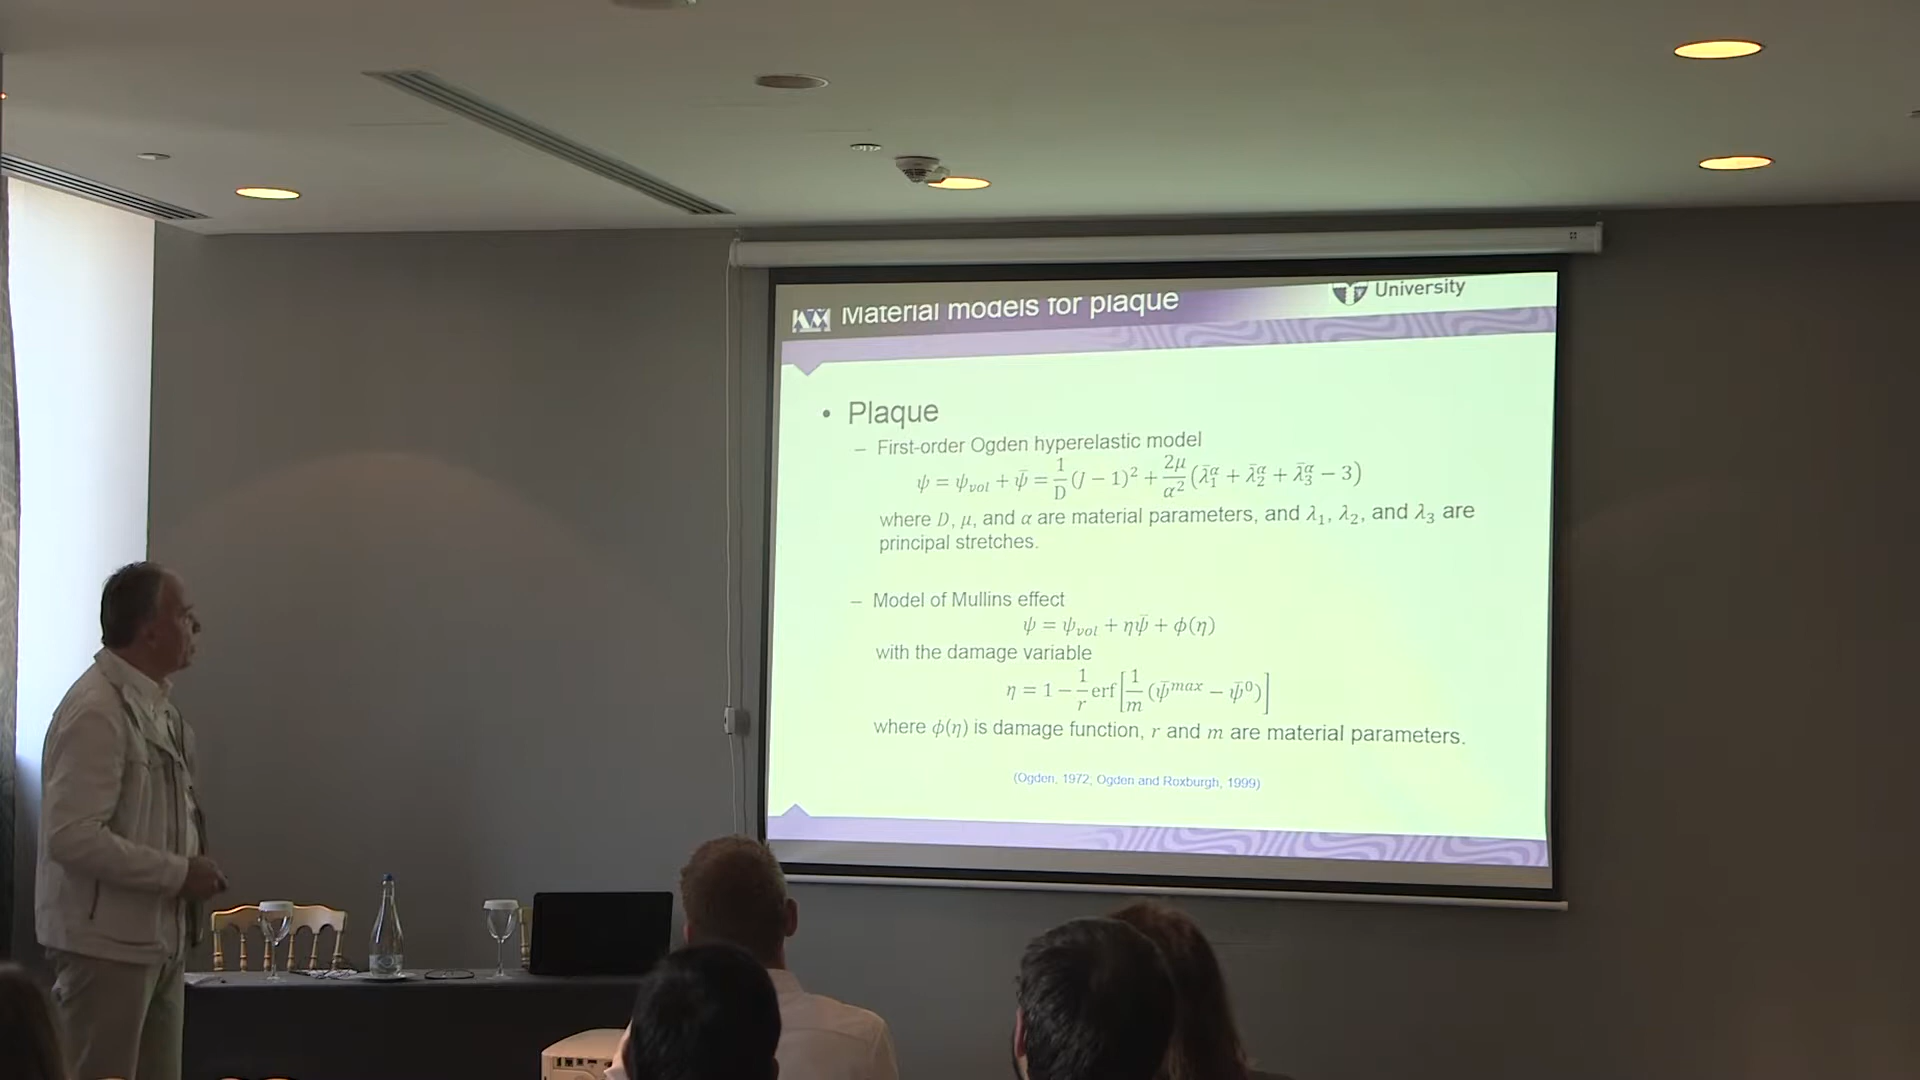 Material models for plaque
University
• Plaque
– First-order Ogden hyperelastic model
ψ = ψ_vol + ψ̄ = 1/D (J − 1)² + 2μ/α² (λ̄₁^α + λ̄₂^α + λ̄₃^α − 3)
where D, μ, and α are material parameters, and λ₁, λ₂, and λ₃ are
principal stretches.
– Model of Mullins effect
ψ = ψ_vol + ηψ̄ + ϕ(η)
with the damage variable
η = 1 − 1/r erf[1/m (ψ̄^max − ψ̄⁰)]
where ϕ(η) is damage function, r and m are material parameters.
(Ogden, 1972; Ogden and Roxburgh, 1999)